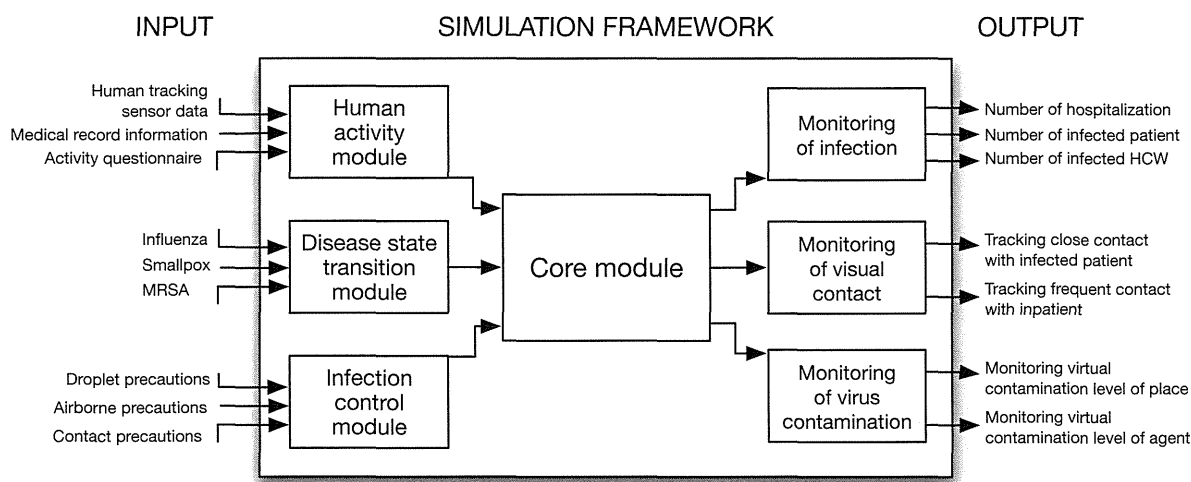 INPUT
SIMULATION FRAMEWORK
OUTPUT
Human tracking
sensor data
Medical record information
Activity questionnaire
Human
activity
module
Influenza
Smallpox
MRSA
Disease state
transition
module
Droplet precautions
Airborne precautions
Contact precautions
Infection
control
module
Core module
Monitoring
of infection
Number of hospitalization
Number of infected patient
Number of infected HCW
Monitoring
of visual
contact
Tracking close contact
with infected patient
Tracking frequent contact
with inpatient
Monitoring
of virus
contamination
Monitoring virtual
contamination level of place
Monitoring virtual
contamination level of agent